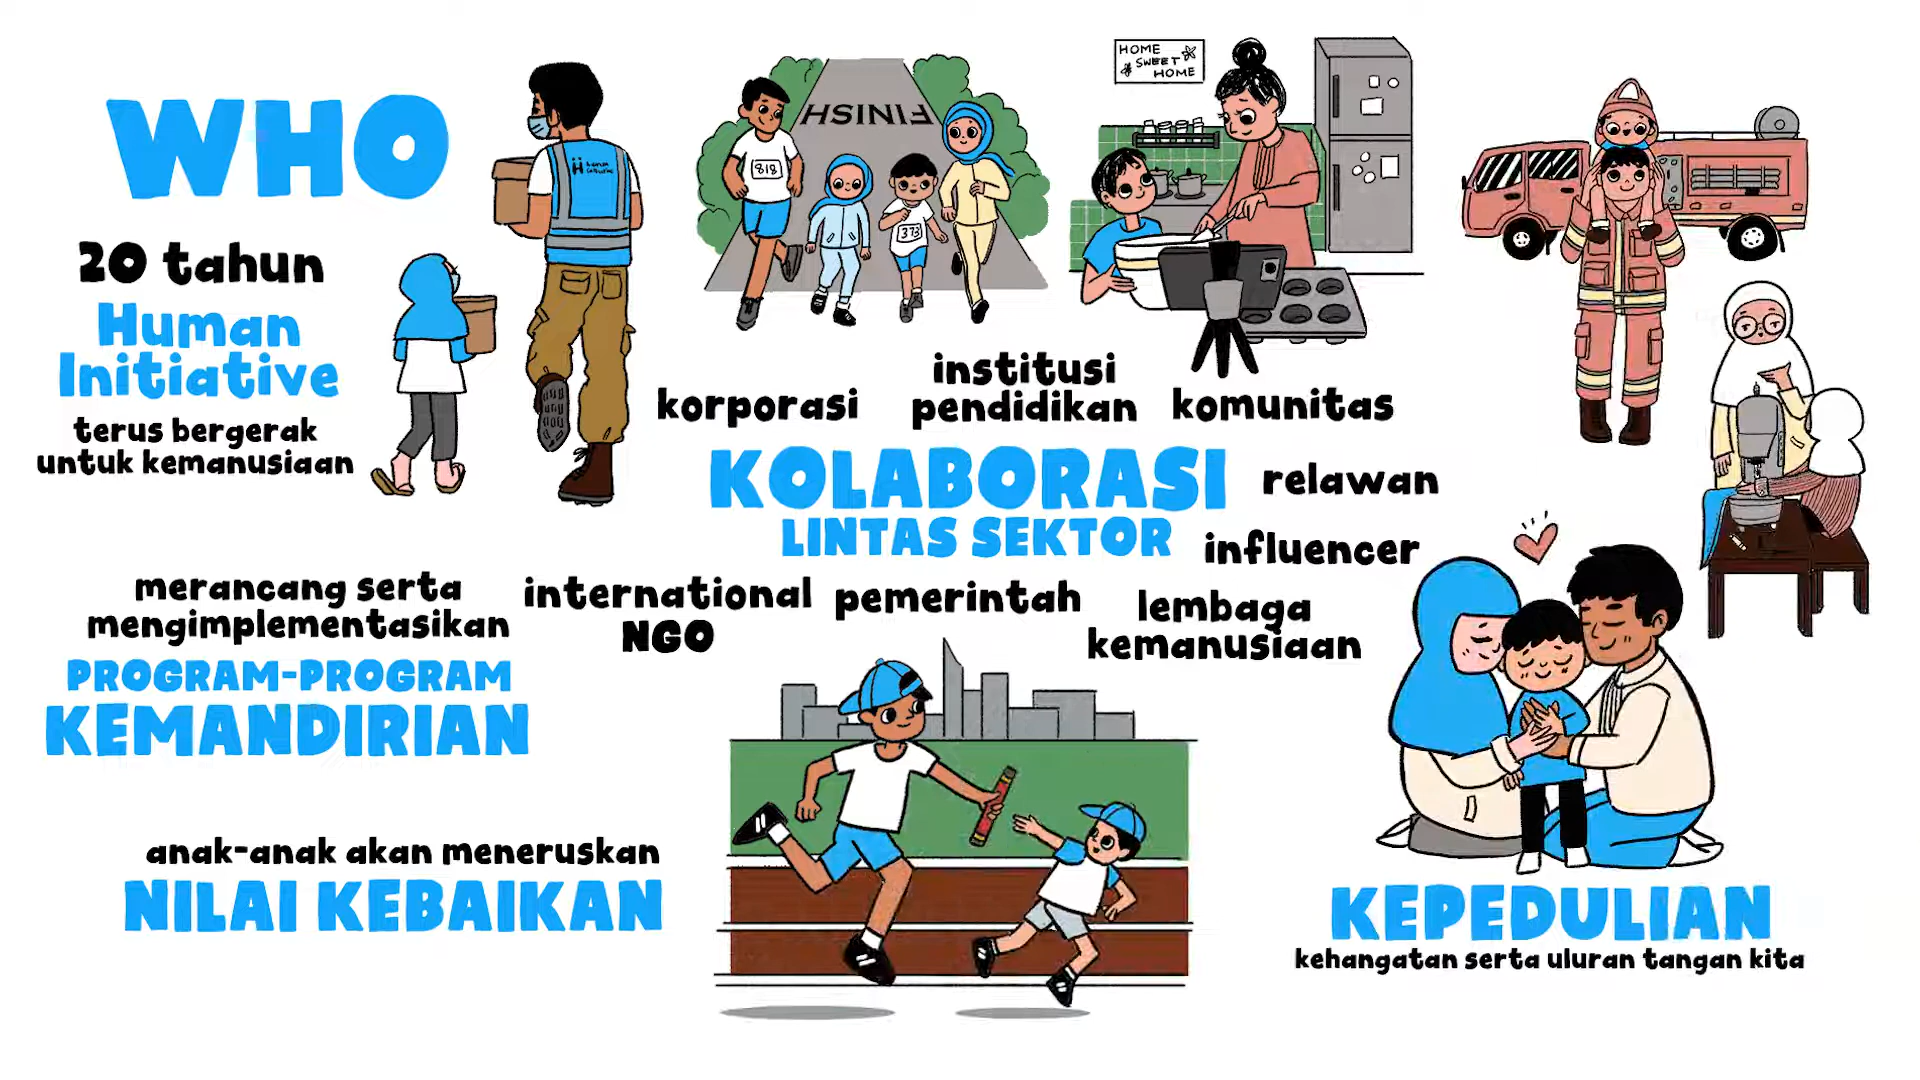 WHO
20 tahun
Human
Initiative
terus bergerak
untuk kemanusiaan
FINISH
818
373
HOME
SWEET
HOME
korporasi
institusi
pendidikan
komunitas
KOLABORASI
LINTAS SEKTOR
relawan
influencer
international
NGO
pemerintah
lembaga
kemanusiaan
merancang serta
mengimplementasikan
PROGRAM-PROGRAM
KEMANDIRIAN
anak-anak akan meneruskan
NILAI KEBAIKAN
KEPEDULIAN
kehangatan serta uluran tangan kita